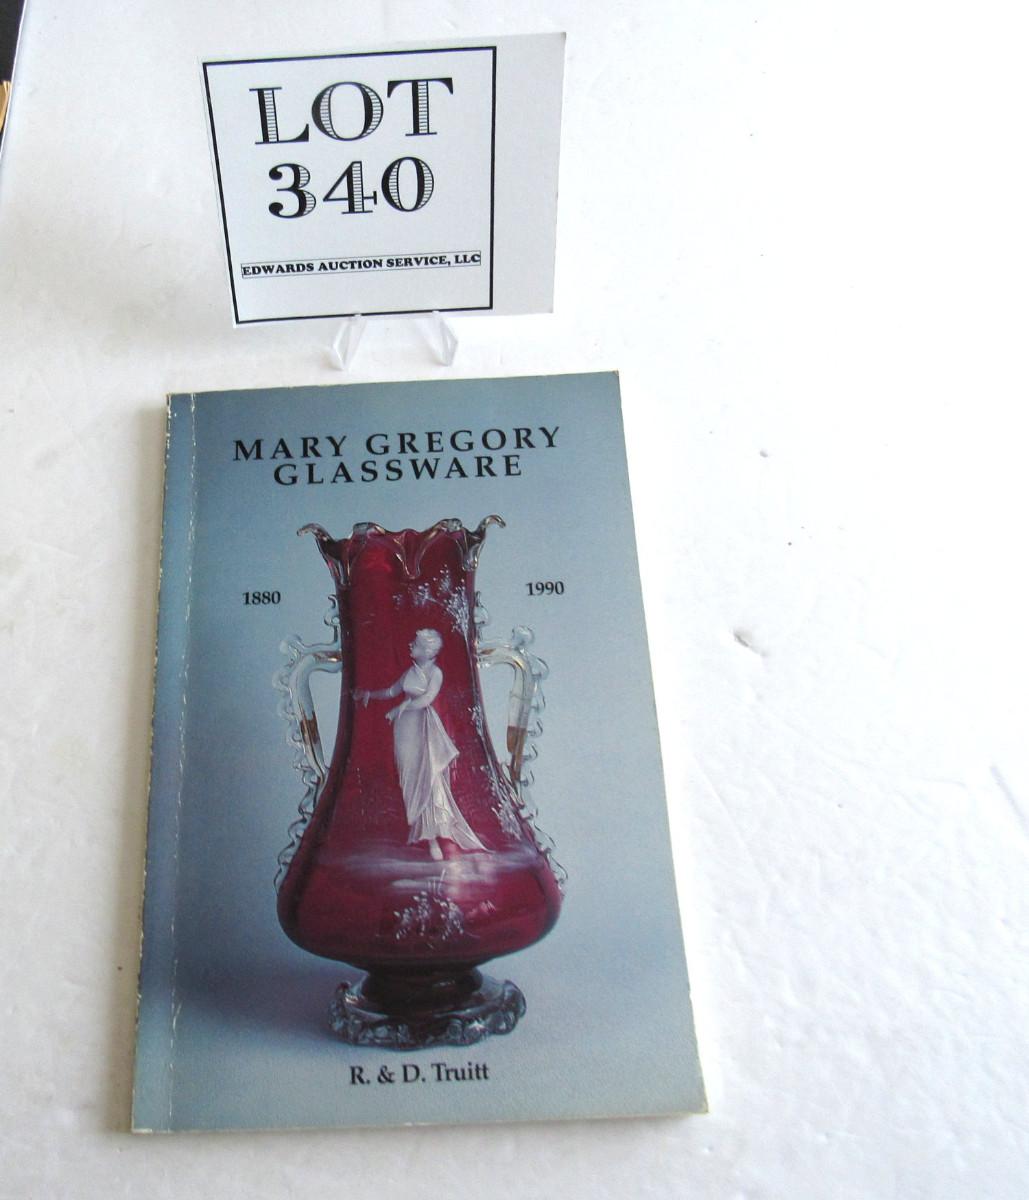 LOT
340
EDWARDS AUCTION SERVICE, LLC
MARY GREGORY
GLASSWARE
1880
1990
R. & D. Truitt